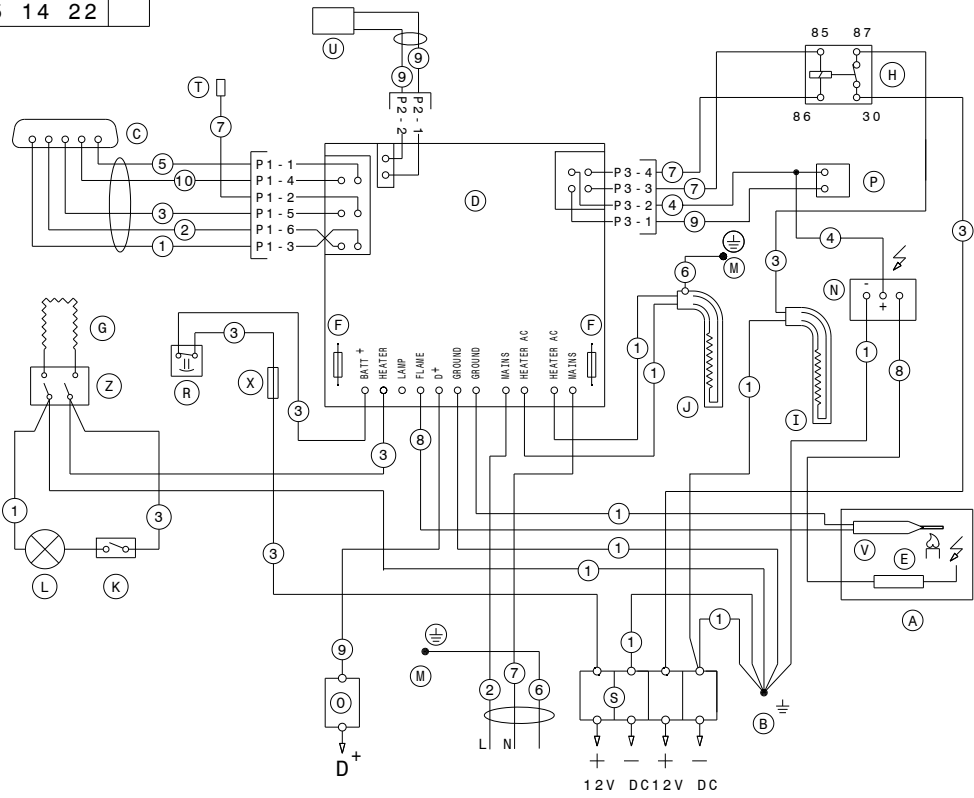 5 14 22
U
9
9
P2-2
P2-1
T
7
C
5
10
3
2
1
P1-1
P1-4
P1-2
P1-5
P1-6
P1-3
D
P3-4
P3-3
P3-2
P3-1
7
7
4
9
85 87
86 30
H
P
3
4
3
N
-
+
1
8
6
M
J
1
1
I
1
G
Z
R
3
X
3
F
F
BATT +
HEATER
LAMP
FLAME
D+
GROUND
GROUND
MAINS
HEATER AC
HEATER AC
MAINS
3
8
1
3
L
K
3
1
1
1
V
E
A
9
O
D+
M
2
7
6
L N
1
1
S
B
+ - + -
12V DC 12V DC